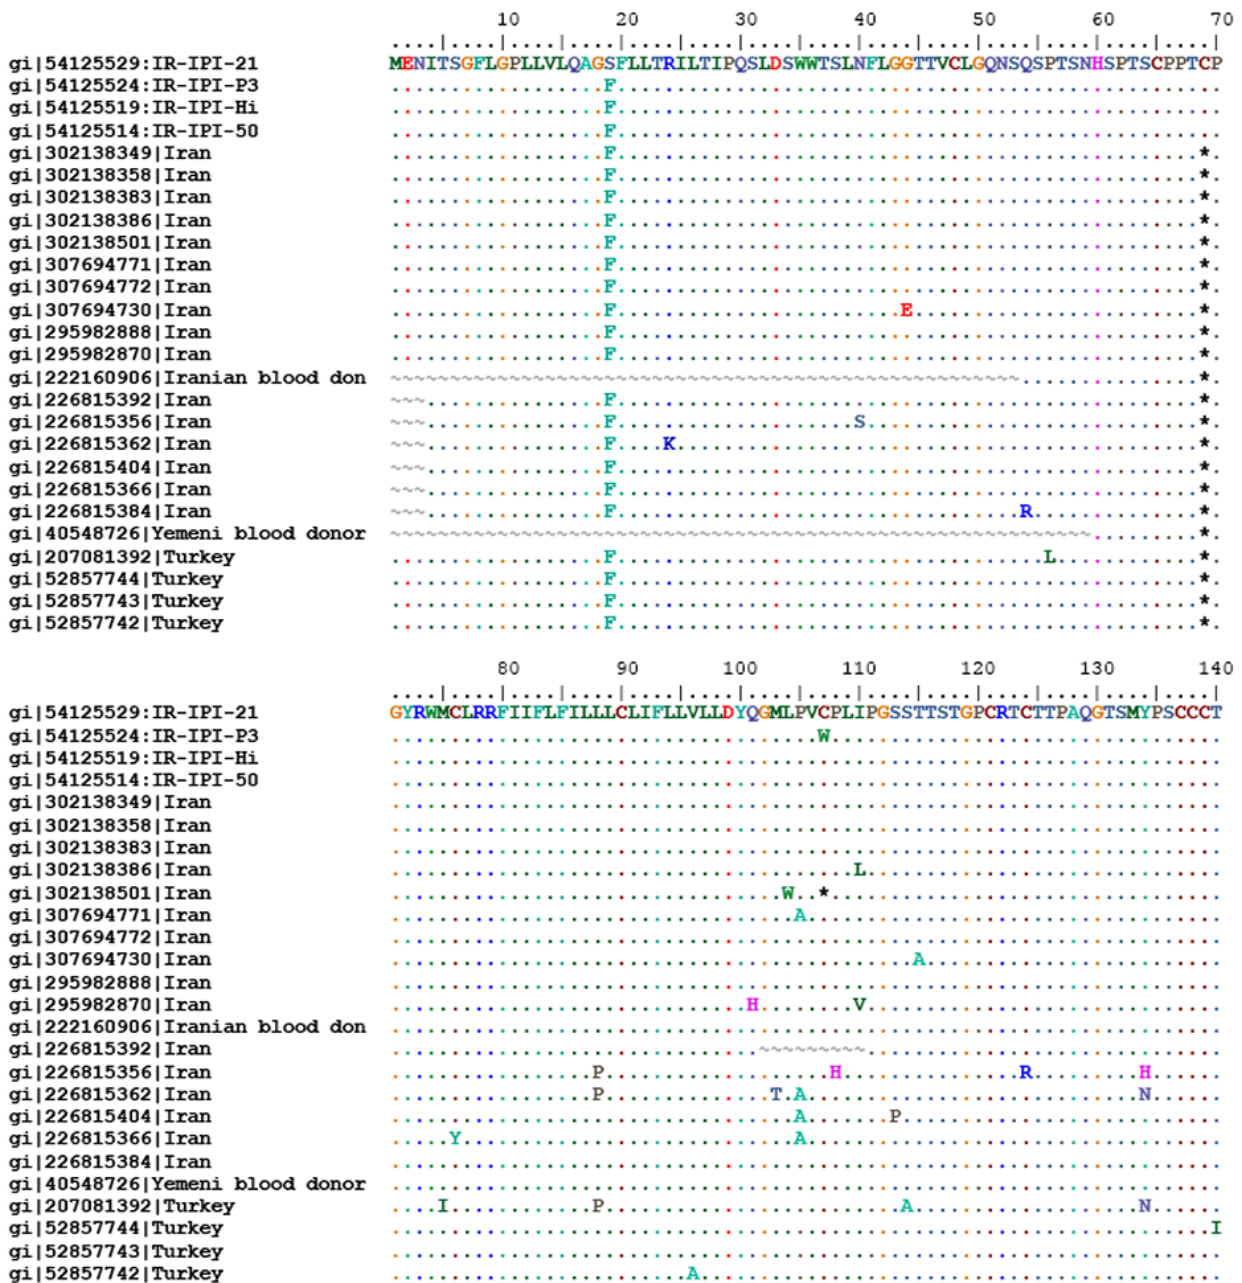 10 20 30 40 50 60 70
gi|54125529:IR-IPI-21 MENITSGFLGPLLVLQAGSFLLTRILTIPQSLDSWWTSLNFLGGTTVCLGQNSQSPTSNHSPTSCPPTCP
gi|54125524:IR-IPI-P3 ..................F...................................................
gi|54125519:IR-IPI-Hi ..................F...................................................
gi|54125514:IR-IPI-50 ..................F...................................................
gi|302138349|Iran ..................F.................................................*.
gi|302138358|Iran ..................F.................................................*.
gi|302138383|Iran ..................F.................................................*.
gi|302138386|Iran ..................F.................................................*.
gi|302138501|Iran ..................F.................................................*.
gi|307694771|Iran ..................F.................................................*.
gi|307694772|Iran ..................F.................................................*.
gi|307694730|Iran ..................F........................E........................*.
gi|295982888|Iran ..................F.................................................*.
gi|295982870|Iran ..................F.................................................*.
gi|222160906|Iranian blood don ~~~~~~~~~~~~~~~~~~~~~~~~~~~~~~~~~~~~~~~~~~~~~~~~~~~~~...............*.
gi|226815392|Iran ~~~...............F.................................................*.
gi|226815356|Iran ~~~...............F....................S............................*.
gi|226815362|Iran ~~~...............F....K............................................*.
gi|226815404|Iran ~~~...............F.................................................*.
gi|226815366|Iran ~~~...............F.................................................*.
gi|226815384|Iran ~~~...............F..................................R..............*.
gi|40548726|Yemeni blood donor ~~~~~~~~~~~~~~~~~~~~~~~~~~~~~~~~~~~~~~~~~~~~~~~~~~~~~~~~~~~.........*.
gi|207081392|Turkey ..................F....................................L............*.
gi|52857744|Turkey ..................F.................................................*.
gi|52857743|Turkey ..................F.................................................*.
gi|52857742|Turkey ..................F.................................................*.
80 90 100 110 120 130 140
gi|54125529:IR-IPI-21 GYRWMCLRRFIIFLFILLLCLIFLLVLLDYQGMLPVCPLIPGSSTTSTGPCRTCTTPAQGTSMYPSCCCT
gi|54125524:IR-IPI-P3 ....................................W.................................
gi|54125519:IR-IPI-Hi ......................................................................
gi|54125514:IR-IPI-50 ......................................................................
gi|302138349|Iran ......................................................................
gi|302138358|Iran ......................................................................
gi|302138383|Iran ......................................................................
gi|302138386|Iran .......................................L..............................
gi|302138501|Iran .................................W..*.................................
gi|307694771|Iran ..................................A...................................
gi|307694772|Iran ......................................................................
gi|307694730|Iran ............................................A.........................
gi|295982888|Iran ......................................................................
gi|295982870|Iran ..............................H........V..............................
gi|222160906|Iranian blood don ......................................................................
gi|226815392|Iran ...............................~~~~~~~~~..............................
gi|226815356|Iran .................P...................H...............R.........H......
gi|226815362|Iran .................P..............T.A............................N......
gi|226815404|Iran ..................................A.......P...........................
gi|226815366|Iran .....Y............................A...................................
gi|226815384|Iran ......................................................................
gi|40548726|Yemeni blood donor ......................................................................
gi|207081392|Turkey ....I............P.........................A...................N......
gi|52857744|Turkey .....................................................................I
gi|52857743|Turkey ......................................................................
gi|52857742|Turkey .........................A............................................